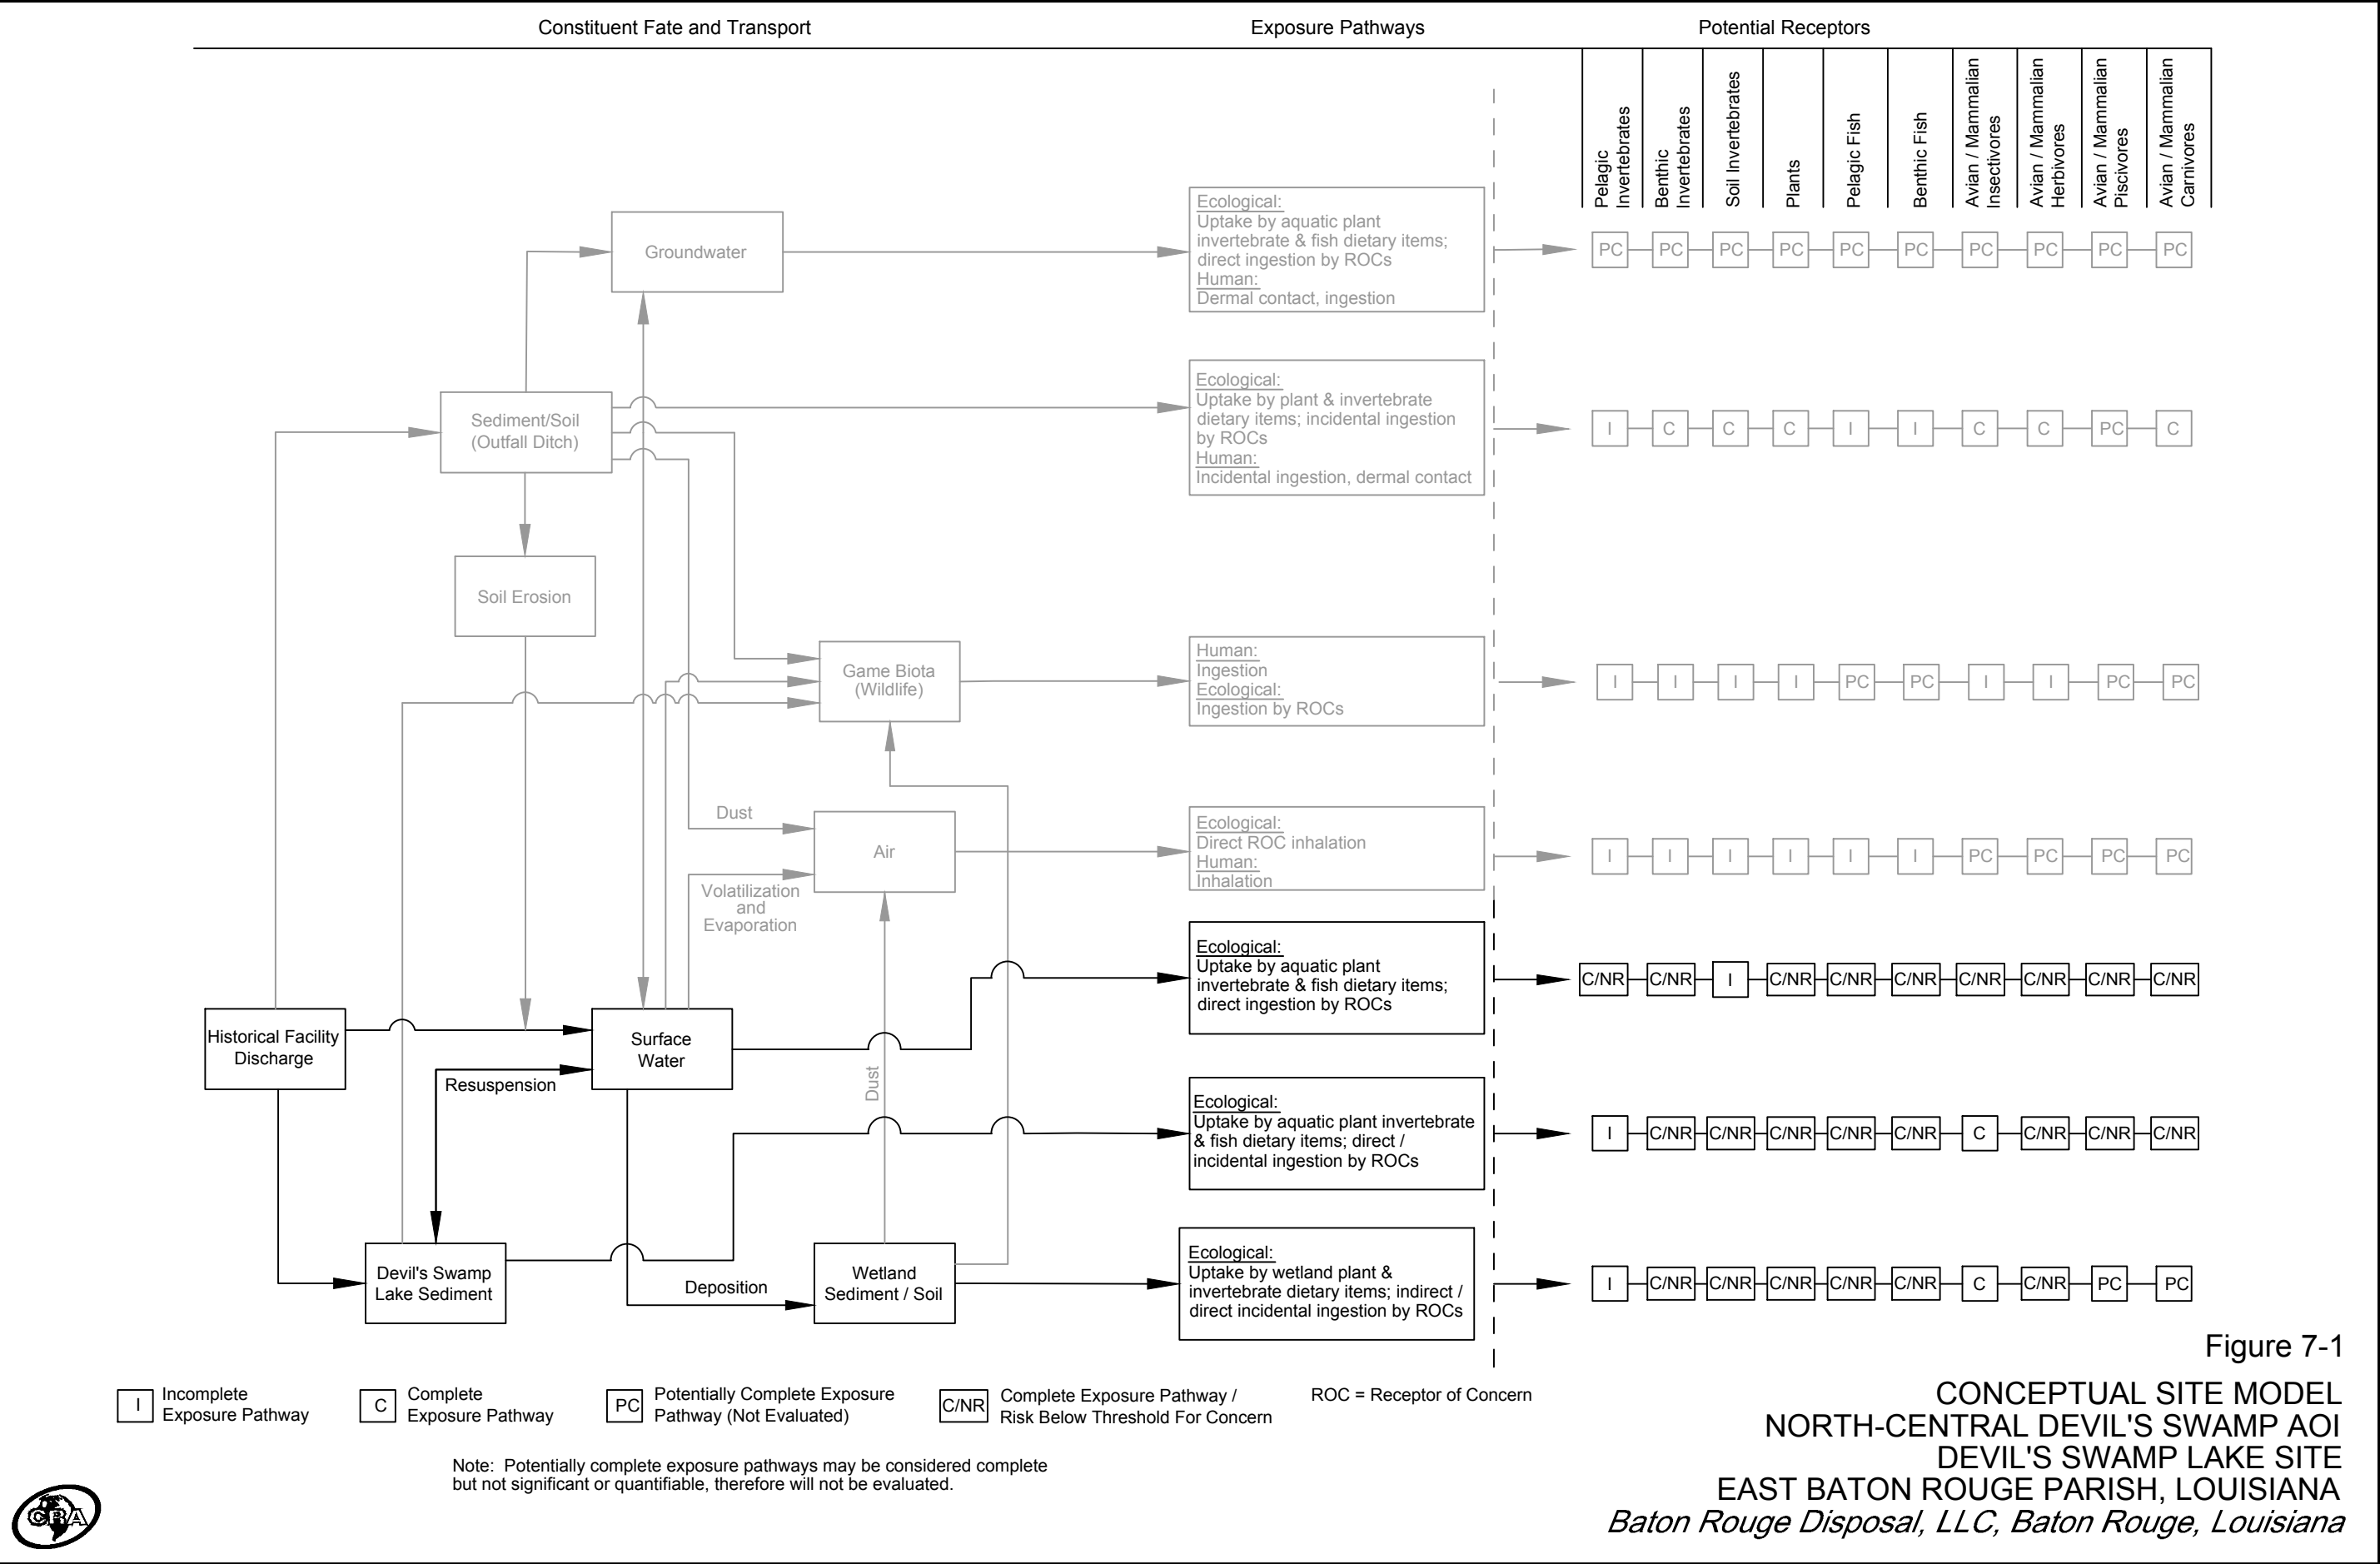 Constituent Fate and Transport
Exposure Pathways
Potential Receptors
Pelagic
Invertebrates
Benthic
Invertebrates
Soil Invertebrates
Plants
Pelagic Fish
Benthic Fish
Avian / Mammalian
Insectivores
Avian / Mammalian
Herbivores
Avian / Mammalian
Piscivores
Avian / Mammalian
Carnivores
Groundwater
Ecological:
Uptake by aquatic plant
invertebrate & fish dietary items;
direct ingestion by ROCs
Human:
Dermal contact, ingestion
PC PC PC PC PC PC PC PC PC PC
Sediment/Soil
(Outfall Ditch)
Ecological:
Uptake by plant & invertebrate
dietary items; incidental ingestion
by ROCs
Human:
Incidental ingestion, dermal contact
I C C C I I C C PC C
Soil Erosion
Game Biota
(Wildlife)
Human:
Ingestion
Ecological:
Ingestion by ROCs
I I I I PC PC I I PC PC
Dust
Air
Volatilization
and
Evaporation
Ecological:
Direct ROC inhalation
Human:
Inhalation
I I I I I I PC PC PC PC
Historical Facility
Discharge
Surface
Water
Resuspension
Dust
Ecological:
Uptake by aquatic plant
invertebrate & fish dietary items;
direct ingestion by ROCs
C/NR C/NR I C/NR C/NR C/NR C/NR C/NR C/NR C/NR
Ecological:
Uptake by aquatic plant invertebrate
& fish dietary items; direct /
incidental ingestion by ROCs
I C/NR C/NR C/NR C/NR C/NR C C/NR C/NR C/NR
Devil's Swamp
Lake Sediment
Deposition
Wetland
Sediment / Soil
Ecological:
Uptake by wetland plant &
invertebrate dietary items; indirect /
direct incidental ingestion by ROCs
I C/NR C/NR C/NR C/NR C/NR C C/NR PC PC
I
Incomplete
Exposure Pathway
C
Complete
Exposure Pathway
PC
Potentially Complete Exposure
Pathway (Not Evaluated)
C/NR
Complete Exposure Pathway /
Risk Below Threshold For Concern
ROC = Receptor of Concern
Note: Potentially complete exposure pathways may be considered complete
but not significant or quantifiable, therefore will not be evaluated.
CRA
Figure 7-1
CONCEPTUAL SITE MODEL
NORTH-CENTRAL DEVIL'S SWAMP AOI
DEVIL'S SWAMP LAKE SITE
EAST BATON ROUGE PARISH, LOUISIANA
Baton Rouge Disposal, LLC, Baton Rouge, Louisiana